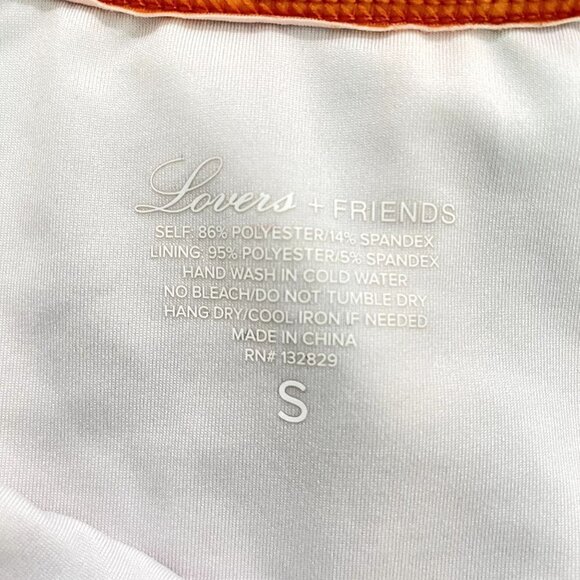 Lovers + FRIENDS
SELF: 86% POLYESTER/14% SPANDEX
LINING: 95% POLYESTER/5% SPANDEX
HAND WASH IN COLD WATER
NO BLEACH/DO NOT TUMBLE DRY
HANG DRY/COOL IRON IF NEEDED
MADE IN CHINA
RN# 132829
S